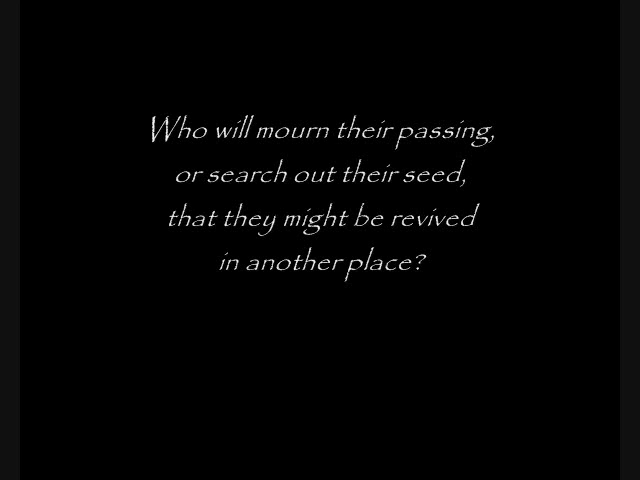 Who will mourn their passing,
or search out their seed,
that they might be revived
in another place?